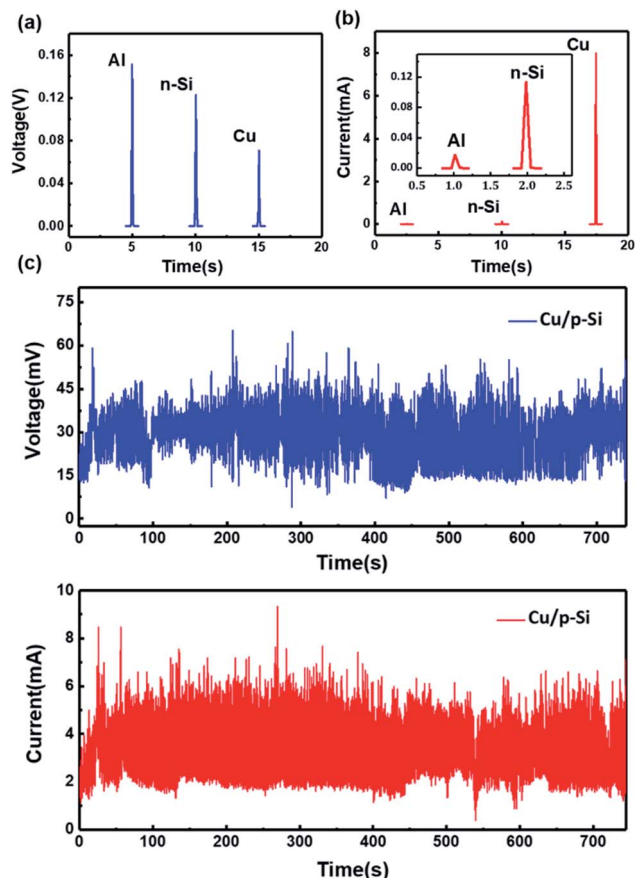 (a)
0.16
0.12
0.08
0.04
0.00
Voltage(V)
Al
n-Si
Cu
0
5
10
15
20
Time(s)
(b)
8
6
4
2
0
Current(mA)
Cu
n-Si
0.12
0.08
0.04
0.00
Al
0.5
1.0
1.5
2.0
2.5
Al
n-Si
0
5
10
15
20
Time(s)
(c)
75
60
45
30
15
0
Voltage(mV)
Cu/p-Si
0
100
200
300
400
500
600
700
Time(s)
10
8
6
4
2
0
Current(mA)
Cu/p-Si
0
100
200
300
400
500
600
700
Time(s)